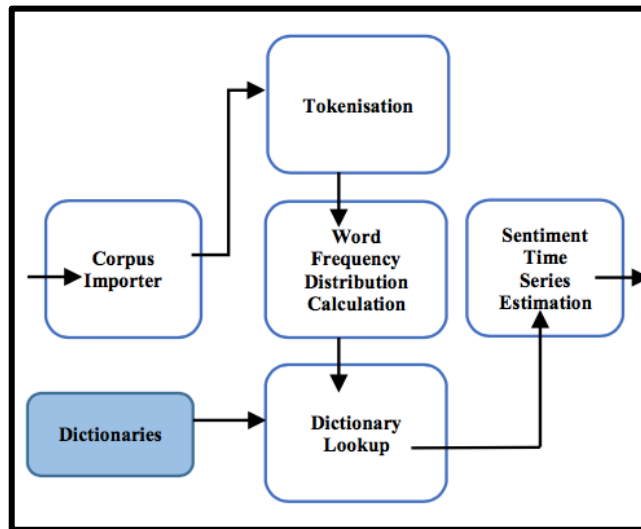 Tokenisation
Corpus
Importer
Word
Frequency
Distribution
Calculation
Sentiment
Time
Series
Estimation
Dictionaries
Dictionary
Lookup